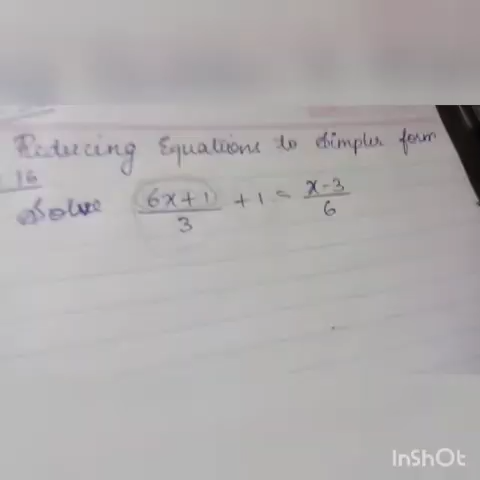 Reducing Equations to simpler form
16
Solve (6x+1)/3 + 1 = x-3/6
InShOt